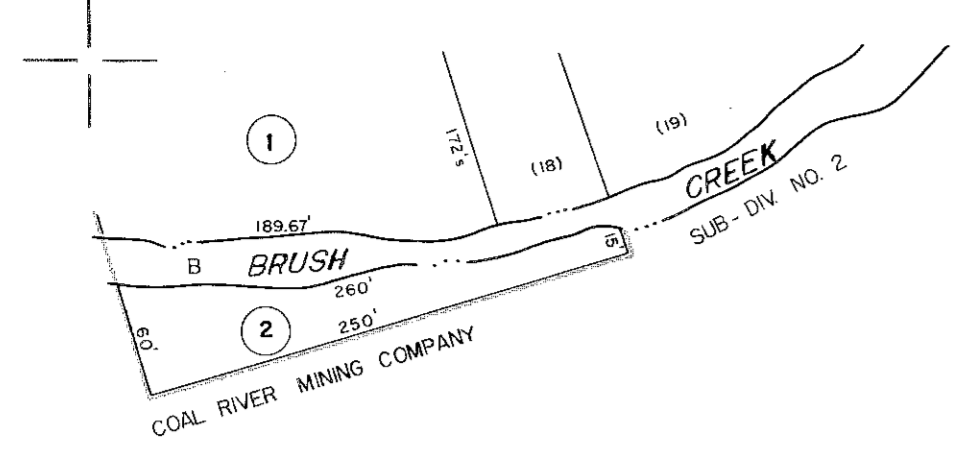 1
172's
(18)
(19)
CREEK
SUB-DIV. NO. 2
189.67'
B BRUSH
15'
260'
2
250'
60'
COAL RIVER MINING COMPANY